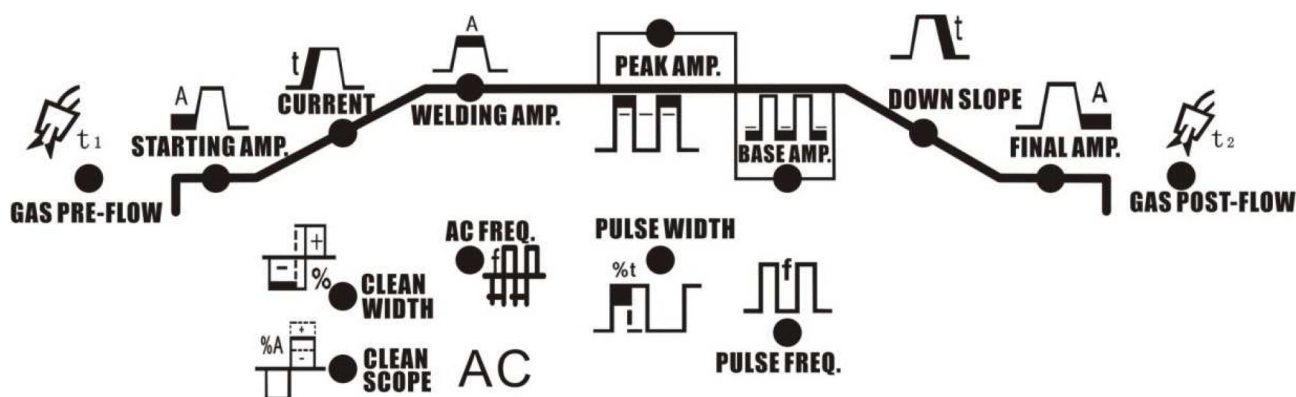 A
t
PEAK AMP.
t
A
CURRENT
WELDING AMP.
DOWN SLOPE
A
t1
STARTING AMP.
BASE AMP.
FINAL AMP.
t2
GAS PRE-FLOW
GAS POST-FLOW
+
-
%
CLEAN
WIDTH
AC FREQ.
f
PULSE WIDTH
%t
f
PULSE FREQ.
%A
+
-
CLEAN
SCOPE
AC